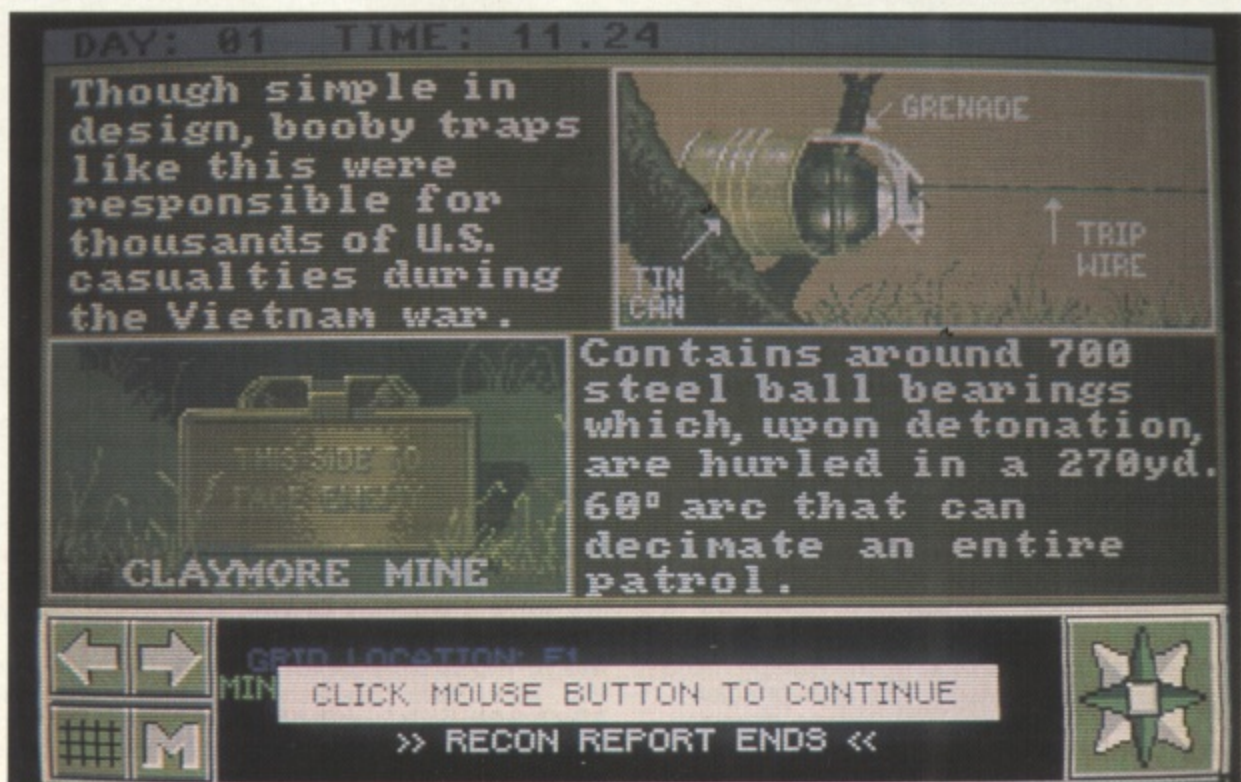 DAY: 01 TIME: 11.24
Though simple in
design, booby traps
like this were
responsible for
thousands of U.S.
casualties during
the Vietnam war.
GRENADE
TRIP
WIRE
TIN
CAN
THIS SIDE TO
FACE ENEMY
CLAYMORE MINE
Contains around 700
steel ball bearings
which, upon detonation,
are hurled in a 270yd.
60° arc that can
decimate an entire
patrol.
GRID LOCATION: E1
MIN
CLICK MOUSE BUTTON TO CONTINUE
>> RECON REPORT ENDS <<
M